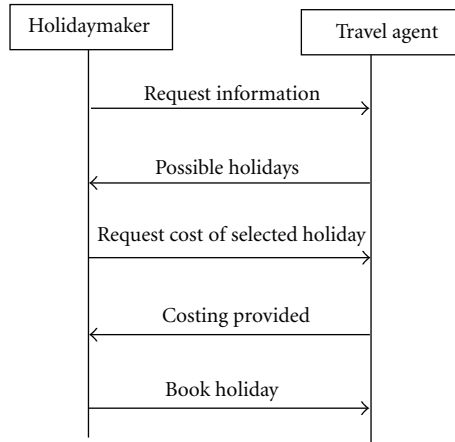 Holidaymaker
Travel agent
Request information
Possible holidays
Request cost of selected holiday
Costing provided
Book holiday